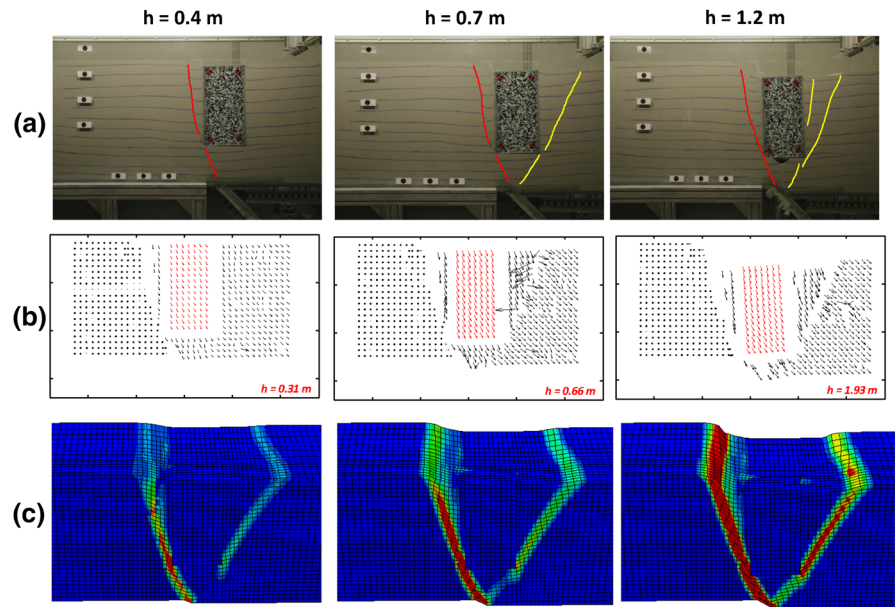 h = 0.4 m
h = 0.7 m
h = 1.2 m
(a)
(b)
h = 0.31 m
h = 0.66 m
h = 1.93 m
(c)